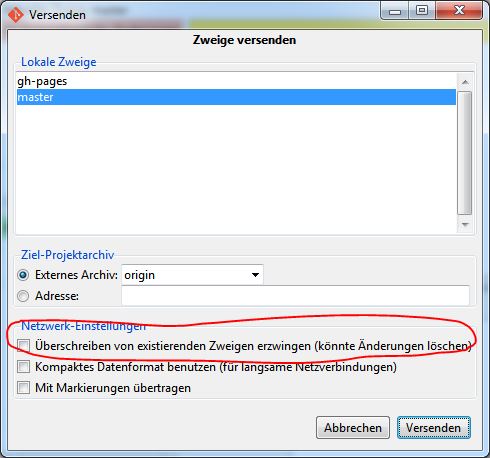 Versenden
Zweige versenden
Lokale Zweige
gh-pages
master
Ziel-Projektarchiv
Externes Archiv: origin
Adresse:
Netzwerk-Einstellungen
Überschreiben von existierenden Zweigen erzwingen (könnte Änderungen löschen)
Kompaktes Datenformat benutzen (für langsame Netzverbindungen)
Mit Markierungen übertragen
Abbrechen Versenden